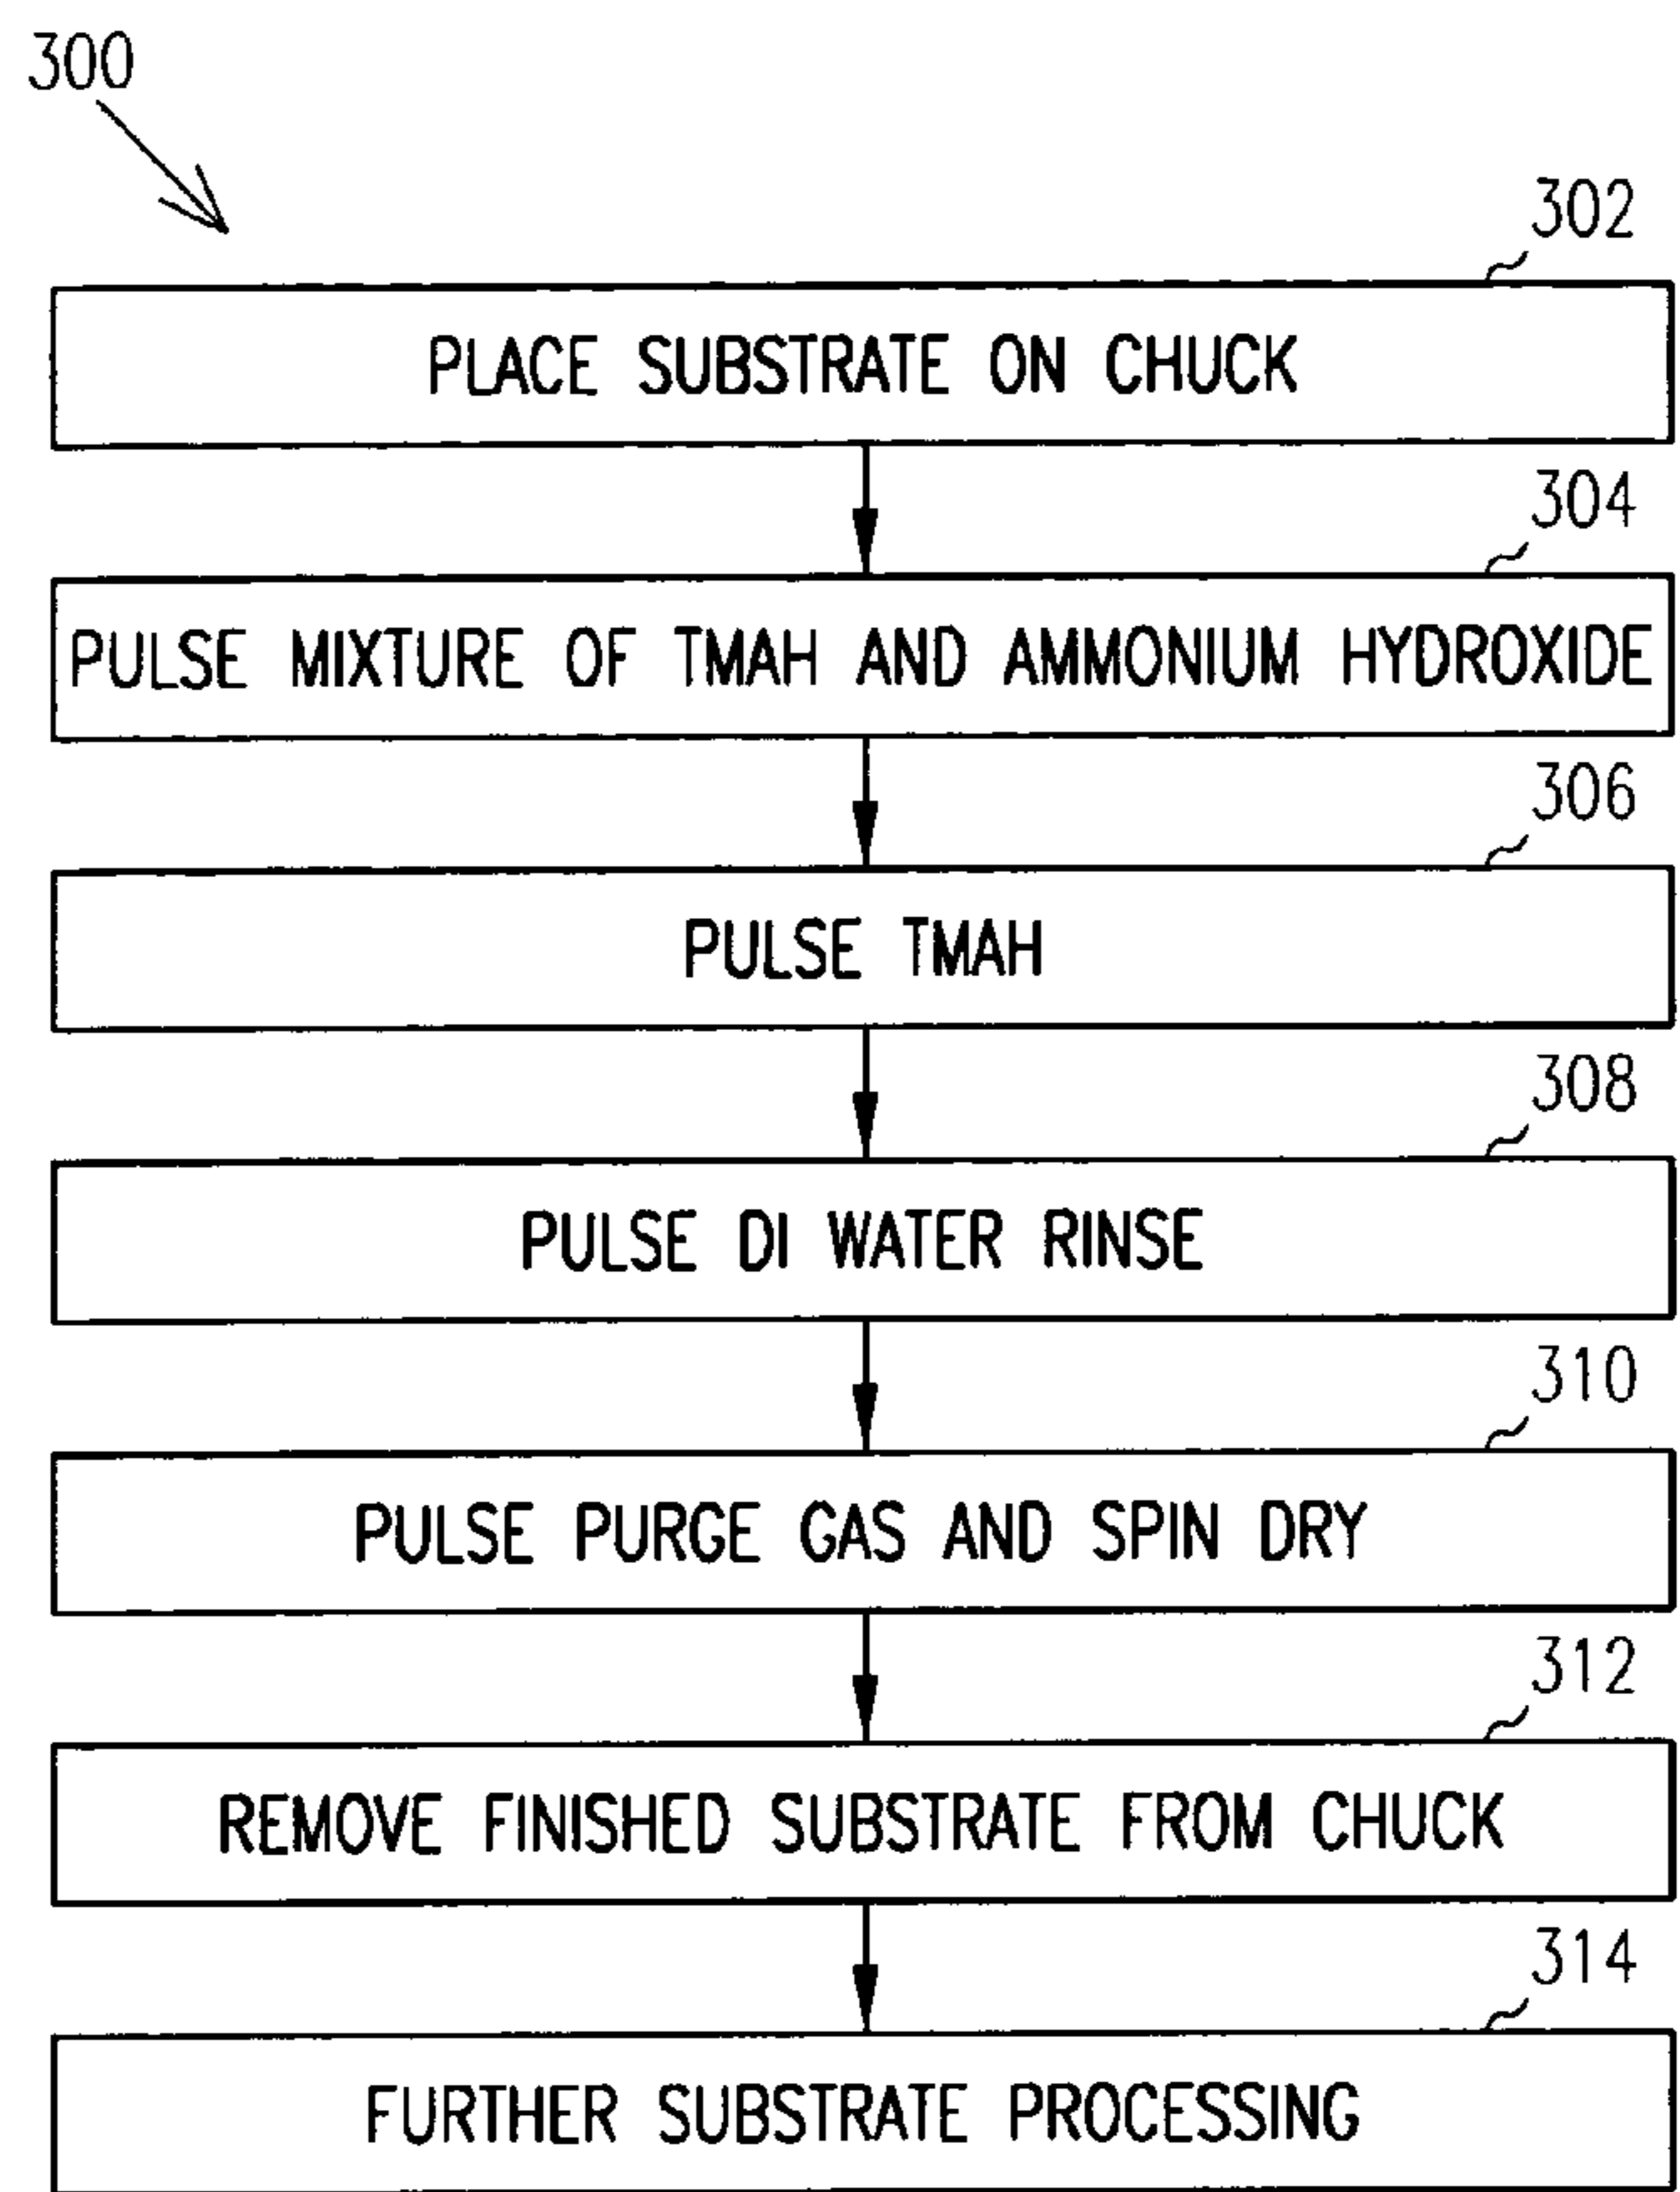 300
302
PLACE SUBSTRATE ON CHUCK
304
PULSE MIXTURE OF TMAH AND AMMONIUM HYDROXIDE
306
PULSE TMAH
308
PULSE DI WATER RINSE
310
PULSE PURGE GAS AND SPIN DRY
312
REMOVE FINISHED SUBSTRATE FROM CHUCK
314
FURTHER SUBSTRATE PROCESSING